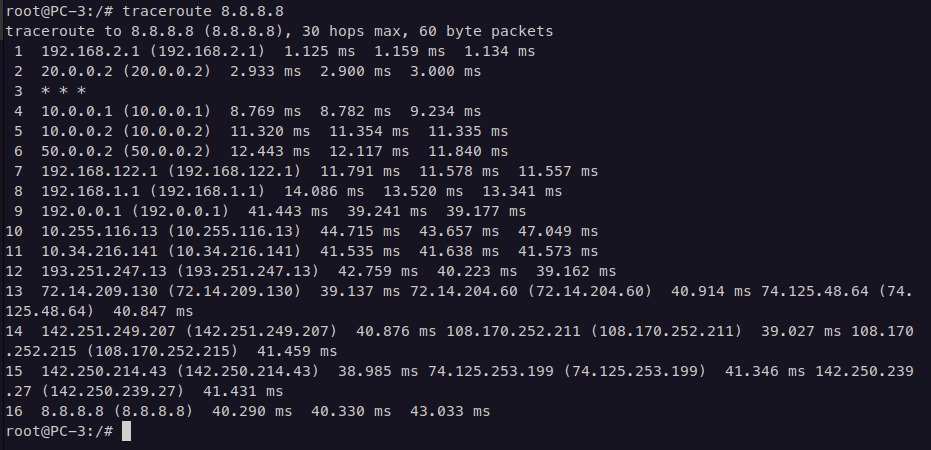 root@PC-3:/# traceroute 8.8.8.8
traceroute to 8.8.8.8 (8.8.8.8), 30 hops max, 60 byte packets
 1  192.168.2.1 (192.168.2.1)  1.125 ms  1.159 ms  1.134 ms
 2  20.0.0.2 (20.0.0.2)  2.933 ms  2.900 ms  3.000 ms
 3  * * *
 4  10.0.0.1 (10.0.0.1)  8.769 ms  8.782 ms  9.234 ms
 5  10.0.0.2 (10.0.0.2)  11.320 ms  11.354 ms  11.335 ms
 6  50.0.0.2 (50.0.0.2)  12.443 ms  12.117 ms  11.840 ms
 7  192.168.122.1 (192.168.122.1)  11.791 ms  11.578 ms  11.557 ms
 8  192.168.1.1 (192.168.1.1)  14.086 ms  13.520 ms  13.341 ms
 9  192.0.0.1 (192.0.0.1)  41.443 ms  39.241 ms  39.177 ms
10  10.255.116.13 (10.255.116.13)  44.715 ms  43.657 ms  47.049 ms
11  10.34.216.141 (10.34.216.141)  41.535 ms  41.638 ms  41.573 ms
12  193.251.247.13 (193.251.247.13)  42.759 ms  40.223 ms  39.162 ms
13  72.14.209.130 (72.14.209.130)  39.137 ms 72.14.204.60 (72.14.204.60)  40.914 ms 74.125.48.64 (74.
125.48.64)  40.847 ms
14  142.251.249.207 (142.251.249.207)  40.876 ms 108.170.252.211 (108.170.252.211)  39.027 ms 108.170
.252.215 (108.170.252.215)  41.459 ms
15  142.250.214.43 (142.250.214.43)  38.985 ms 74.125.253.199 (74.125.253.199)  41.346 ms 142.250.239
.27 (142.250.239.27)  41.431 ms
16  8.8.8.8 (8.8.8.8)  40.290 ms  40.330 ms  43.033 ms
root@PC-3:/#